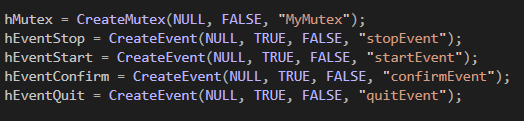 hMutex = CreateMutex(NULL, FALSE, "MyMutex");
hEventStop = CreateEvent(NULL, TRUE, FALSE, "stopEvent");
hEventStart = CreateEvent(NULL, TRUE, FALSE, "startEvent");
hEventConfirm = CreateEvent(NULL, TRUE, FALSE, "confirmEvent");
hEventQuit = CreateEvent(NULL, TRUE, FALSE, "quitEvent");